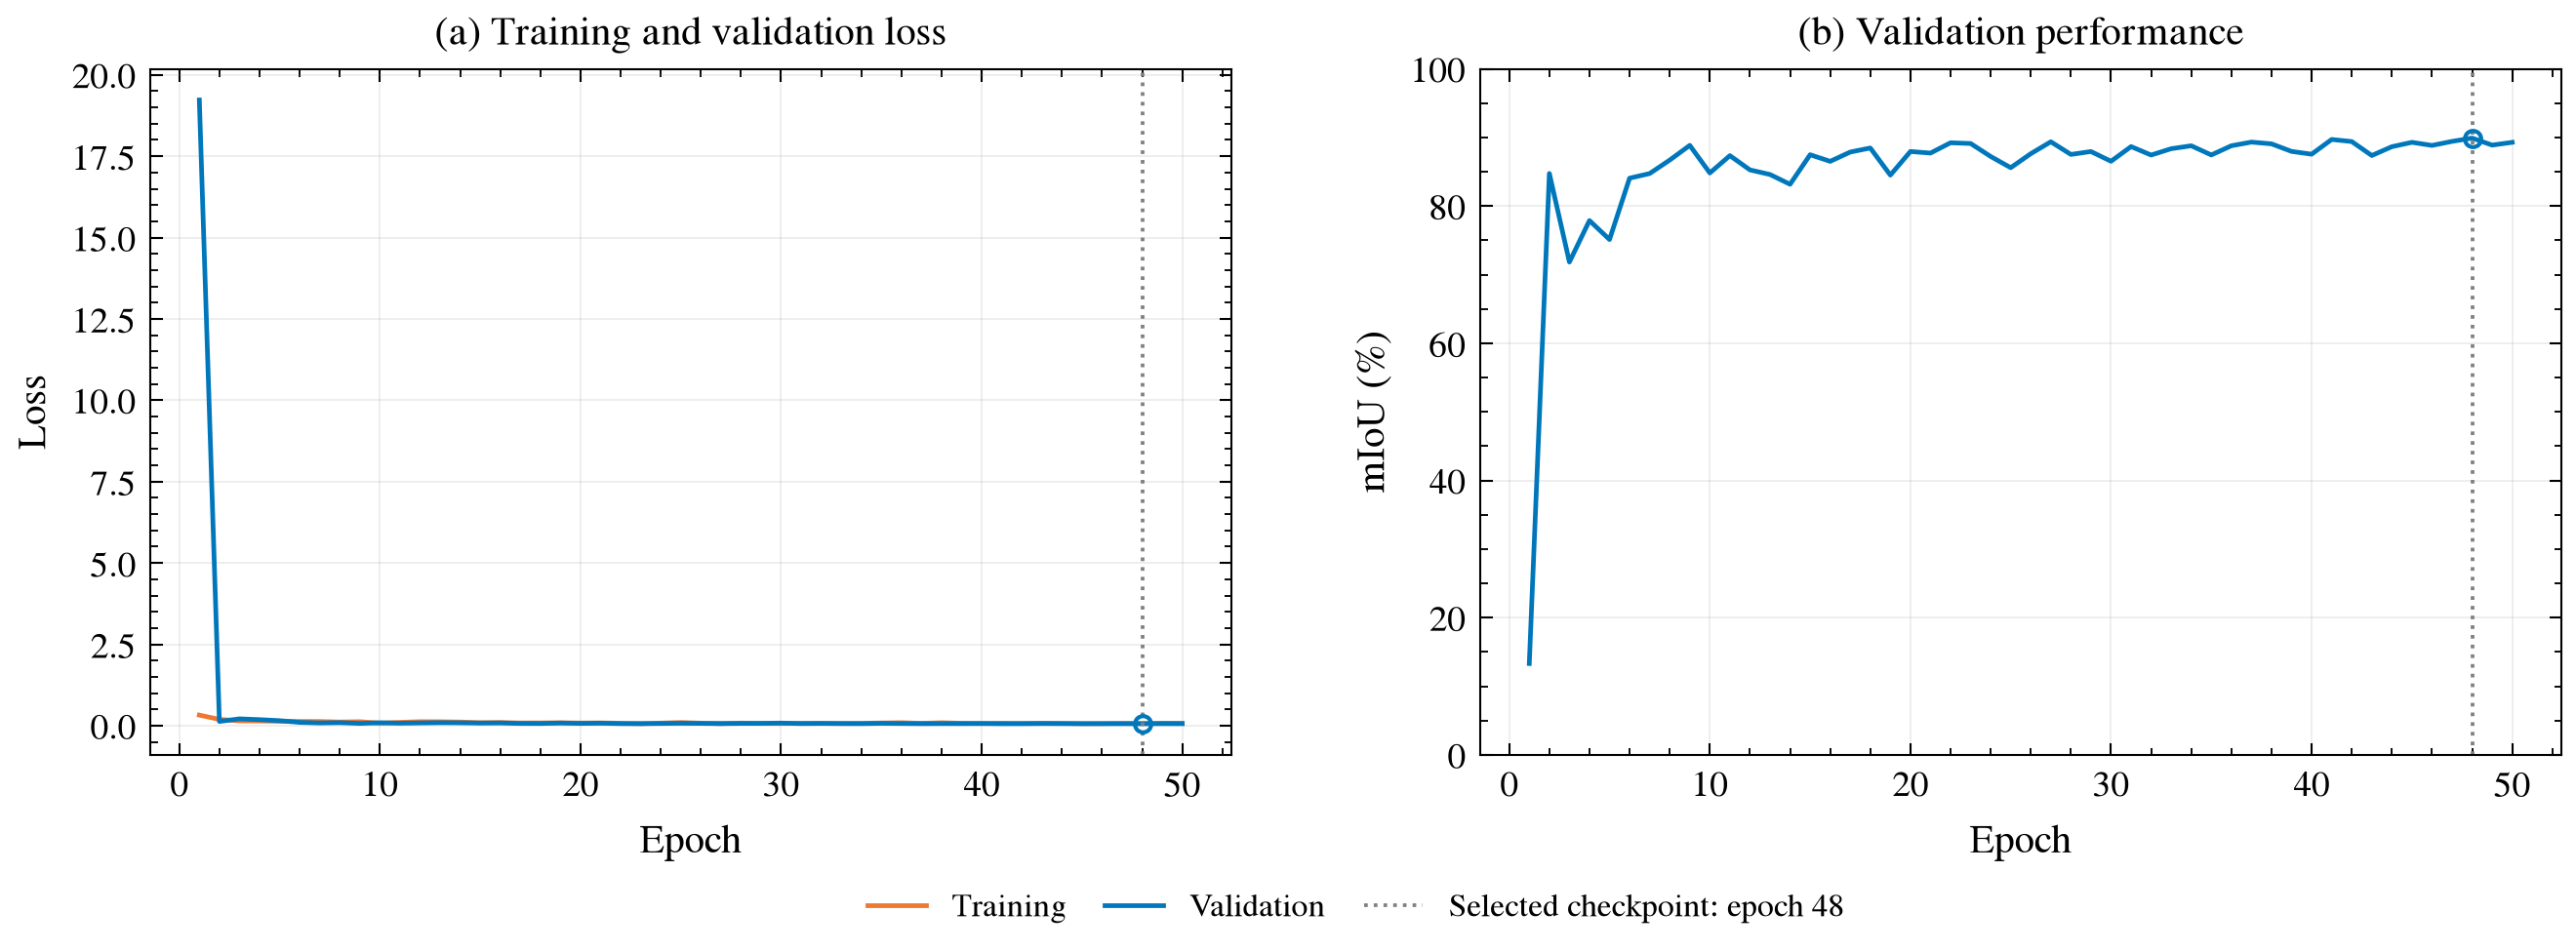 (a) Training and validation loss
20.0
17.5
15.0
12.5
10.0
7.5
5.0
2.5
0.0
Loss
0 10 20 30 40 50
Epoch
(b) Validation performance
100
80
60
40
20
0
mIoU (%)
0 10 20 30 40 50
Epoch
Training Validation Selected checkpoint: epoch 48